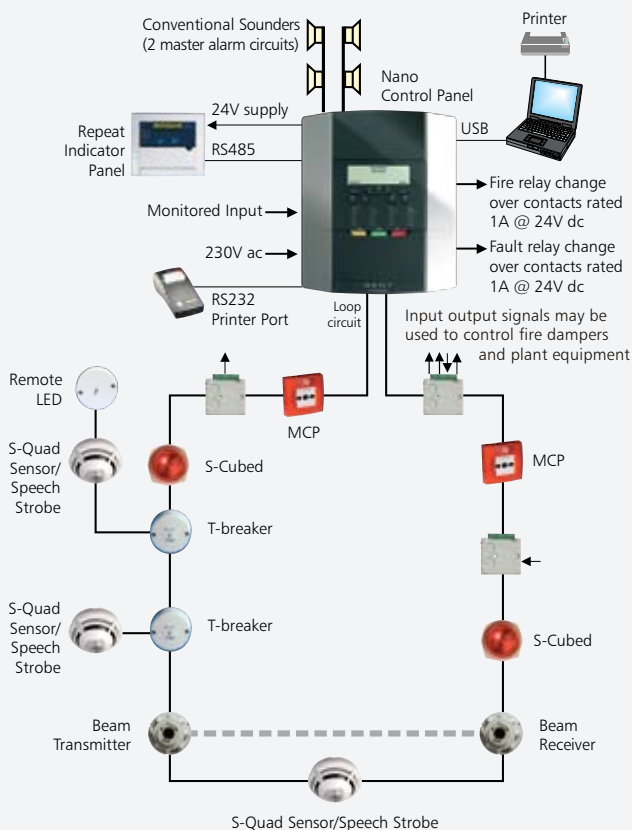 Conventional Sounders
(2 master alarm circuits)
Printer
Nano
Control Panel
24V supply
Repeat
Indicator
Panel
RS485
USB
Monitored Input
Fire relay change
over contacts rated
1A @ 24V dc
230V ac
Fault relay change
over contacts rated
1A @ 24V dc
RS232
Printer Port
GENT
Loop
circuit
Input output signals may be
used to control fire dampers
and plant equipment
Remote
LED
MCP
S-Quad
Sensor/
Speech
Strobe
S-Cubed
MCP
T-breaker
S-Quad
Sensor/
Speech
Strobe
T-breaker
S-Cubed
Beam
Transmitter
Beam
Receiver
S-Quad Sensor/Speech Strobe